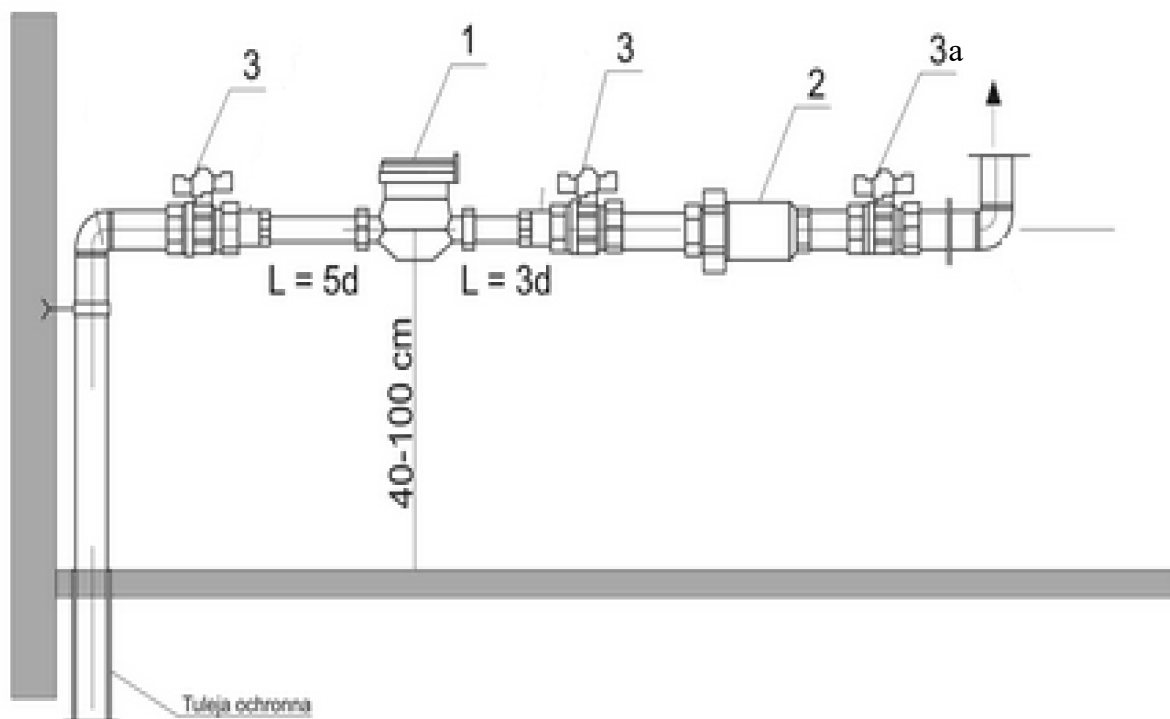 3
1
3
2
3a
L = 5d
L = 3d
40-100 cm
Tuleja ochronna